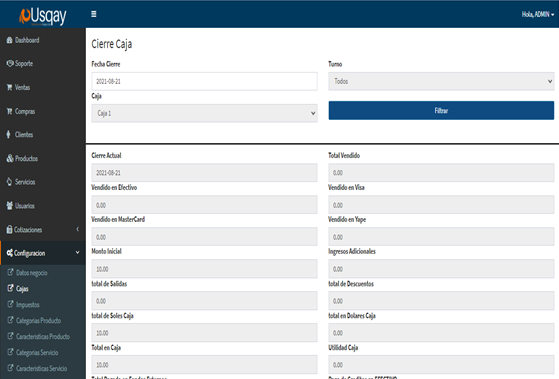 Usqay
Hola, ADMIN
Dashboard
Soporte
Ventas
Compras
Clientes
Productos
Servicios
Usuarios
Cotizaciones
Configuracion
Datos negocio
Cajas
Impuestos
Categorias Producto
Caracteristicas Producto
Categorias Servicio
Caracteristicas Servicio
Cierre Caja
Fecha Cierre
Turno
2021-08-21
Todos
Caja
Caja 1
Filtrar
Cierre Actual
Total Vendido
2021-08-21
0.00
Vendido en Efectivo
Vendido en Visa
0.00
0.00
Vendido en MasterCard
Vendido en Yape
0.00
0.00
Monto Inicial
Ingresos Adicionales
10.00
0.00
total de Salidas
total de Descuentos
0.00
0.00
total de Soles Caja
total en Dolares Caja
10.00
0.00
Total en Caja
Utilidad Caja
10.00
0.00